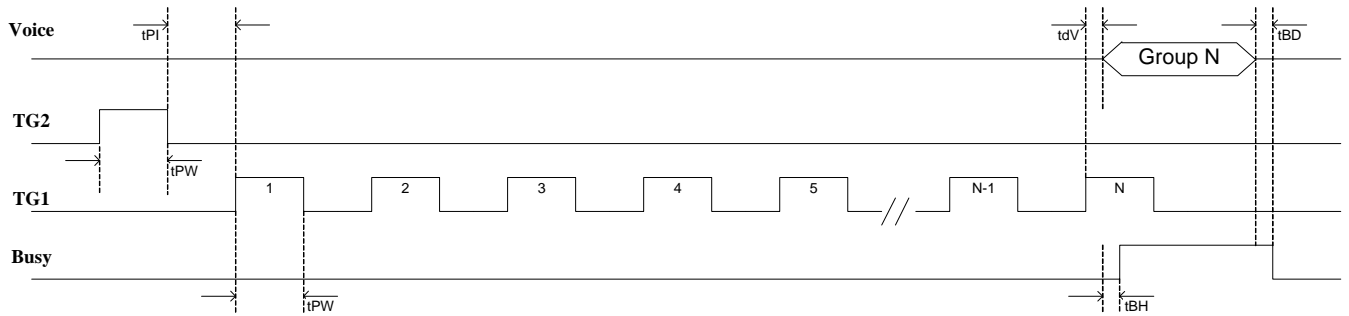 Voice
tPI
tdV
tBD
Group N
TG2
tPW
TG1
1
2
3
4
5
N-1
N
Busy
tPW
tBH